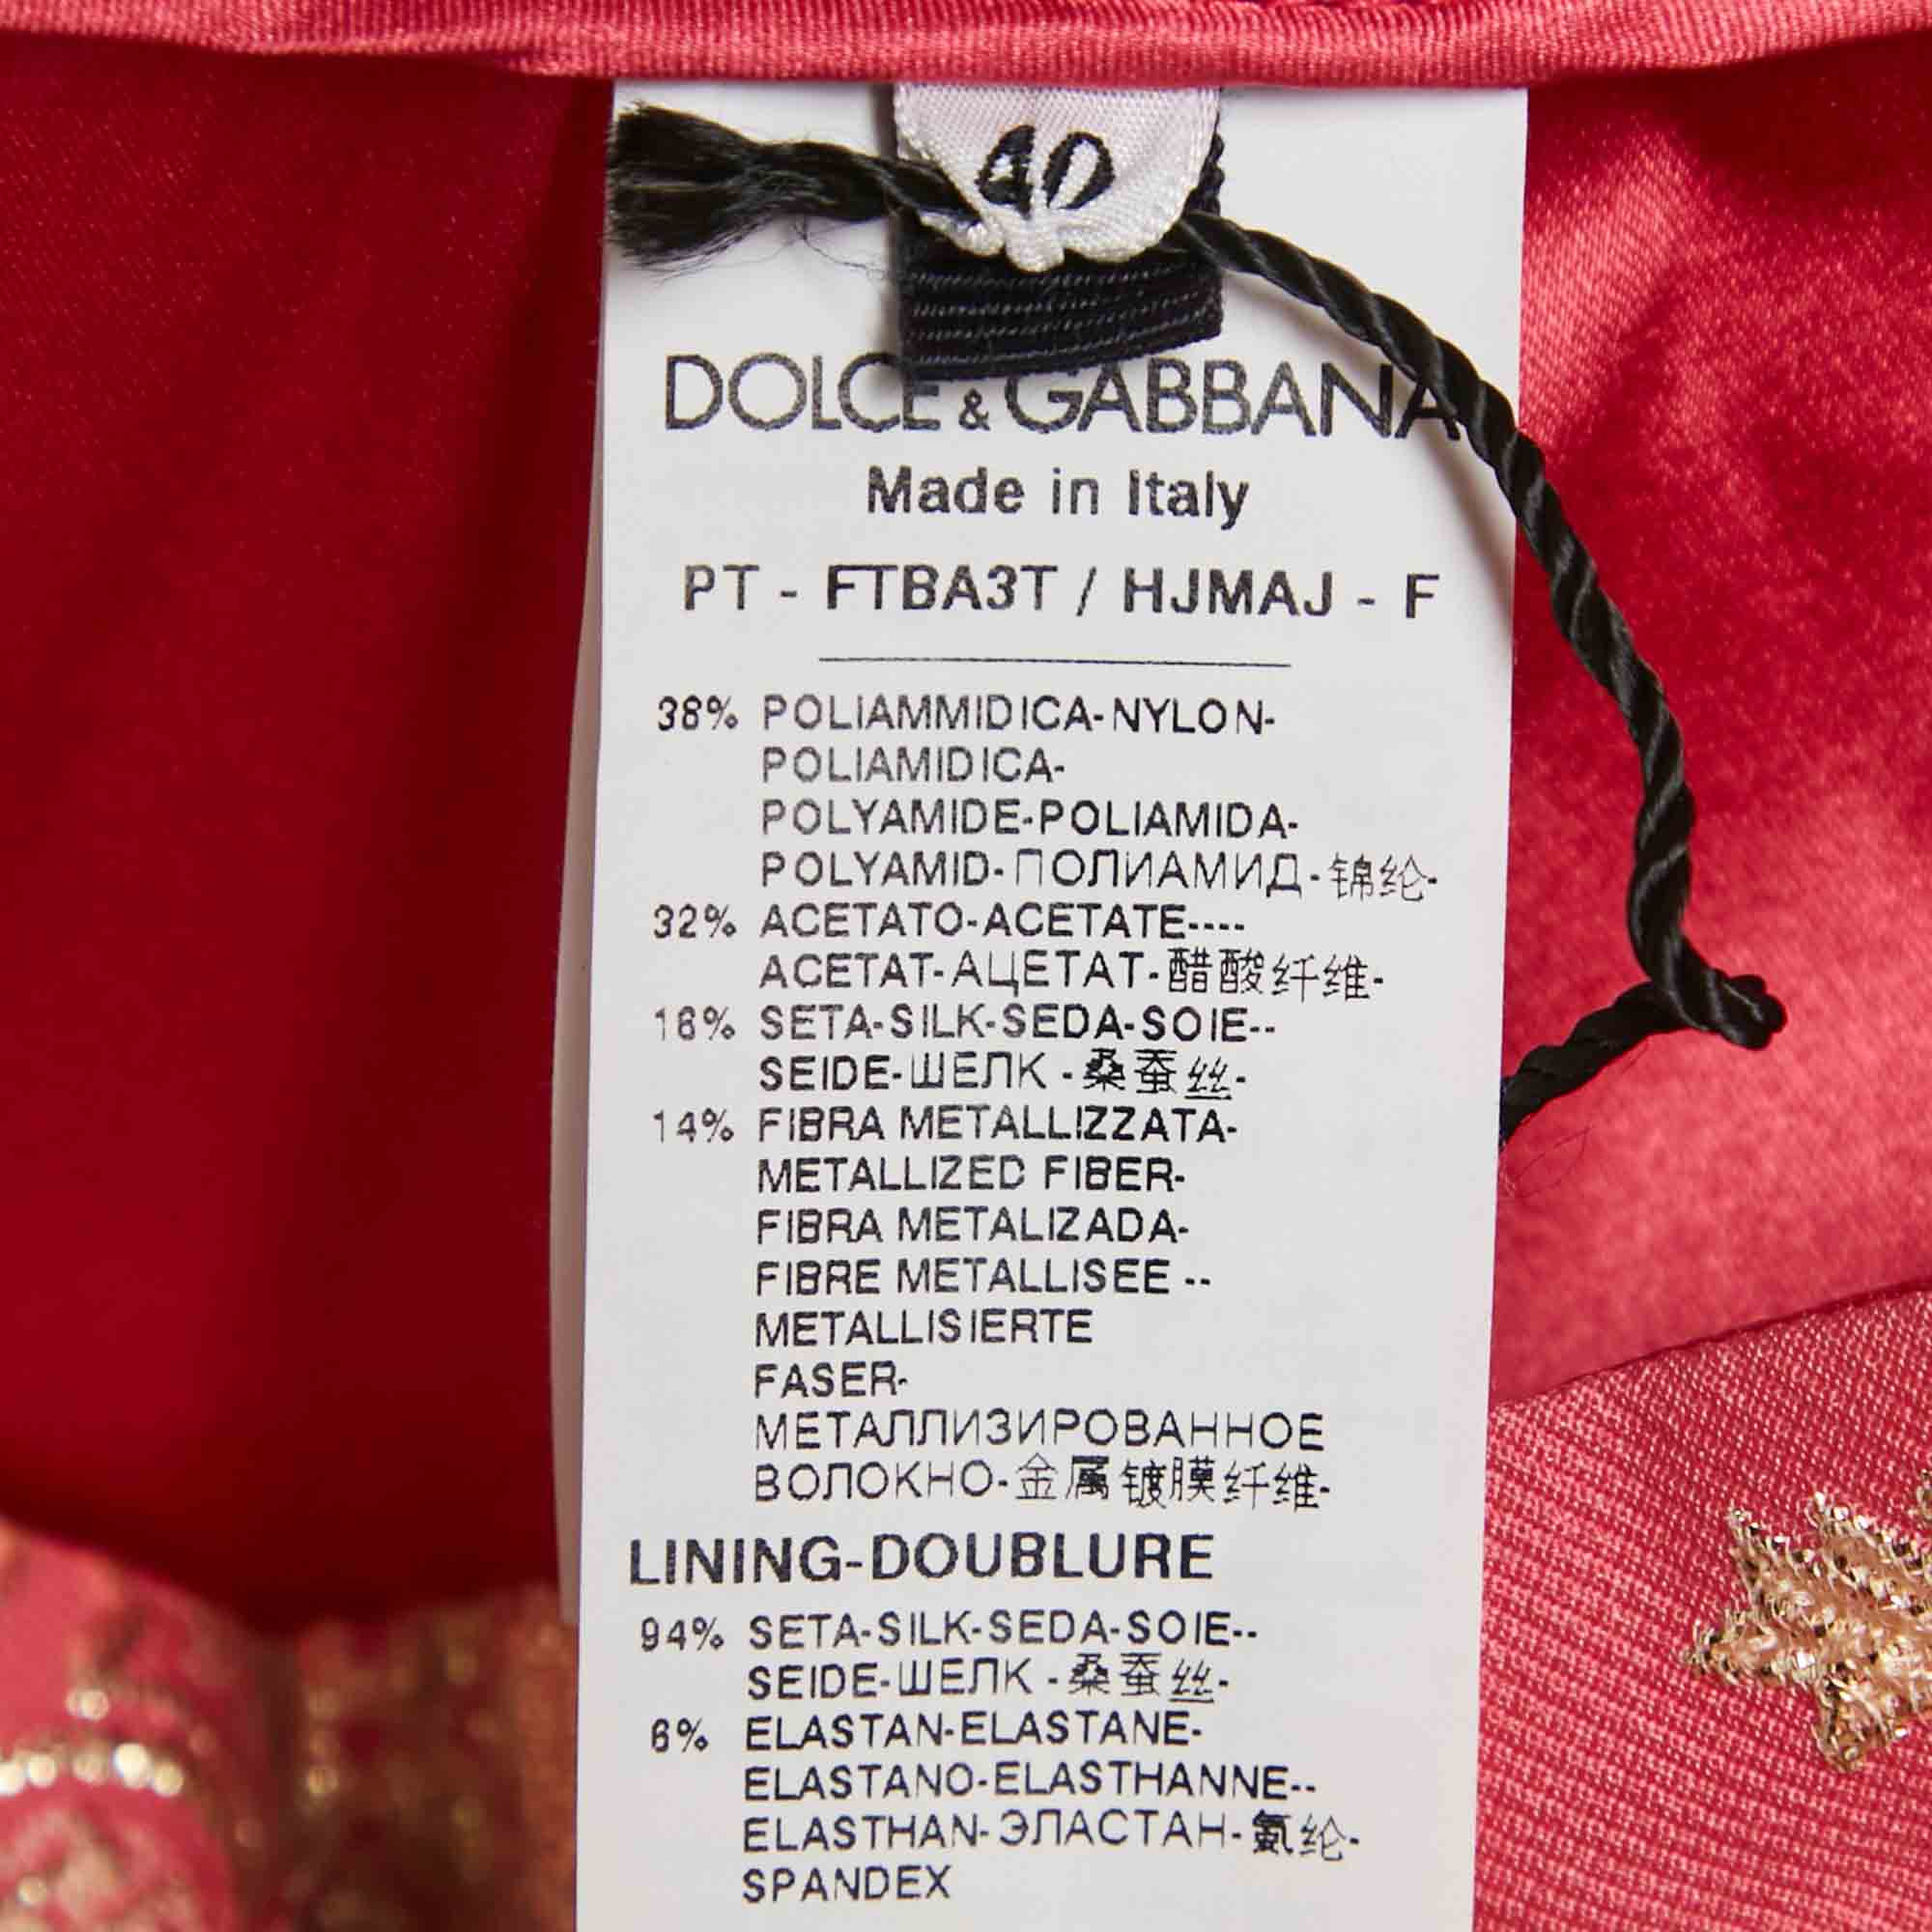 40
DOLCE & GABBANA
Made in Italy
PT - FTBA3T / HJMAJ - F
38% POLIAMMIDICA-NYLON-
POLIAMIDICA-
POLYAMIDE-POLIAMIDA-
POLYAMID-ПОЛИАМИД-锦纶-
32% ACETATO-ACETATE----
ACETAT-АЦЕТАТ-醋酸纤维-
16% SETA-SILK-SEDA-SOIE--
SEIDE-ШЕЛК -桑蚕丝-
14% FIBRA METALLIZZATA-
METALLIZED FIBER-
FIBRA METALIZADA-
FIBRE METALLISEE --
METALLISIERTE
FASER-
МЕТАЛЛИЗИРОВАННОЕ
ВОЛОКНО-金属镀膜纤维-
LINING-DOUBLURE
94% SETA-SILK-SEDA-SOIE--
SEIDE-ШЕЛК -桑蚕丝-
6% ELASTAN-ELASTANE-
ELASTANO-ELASTHANNE--
ELASTHAN-ЭЛАСТАН-氨纶-
SPANDEX